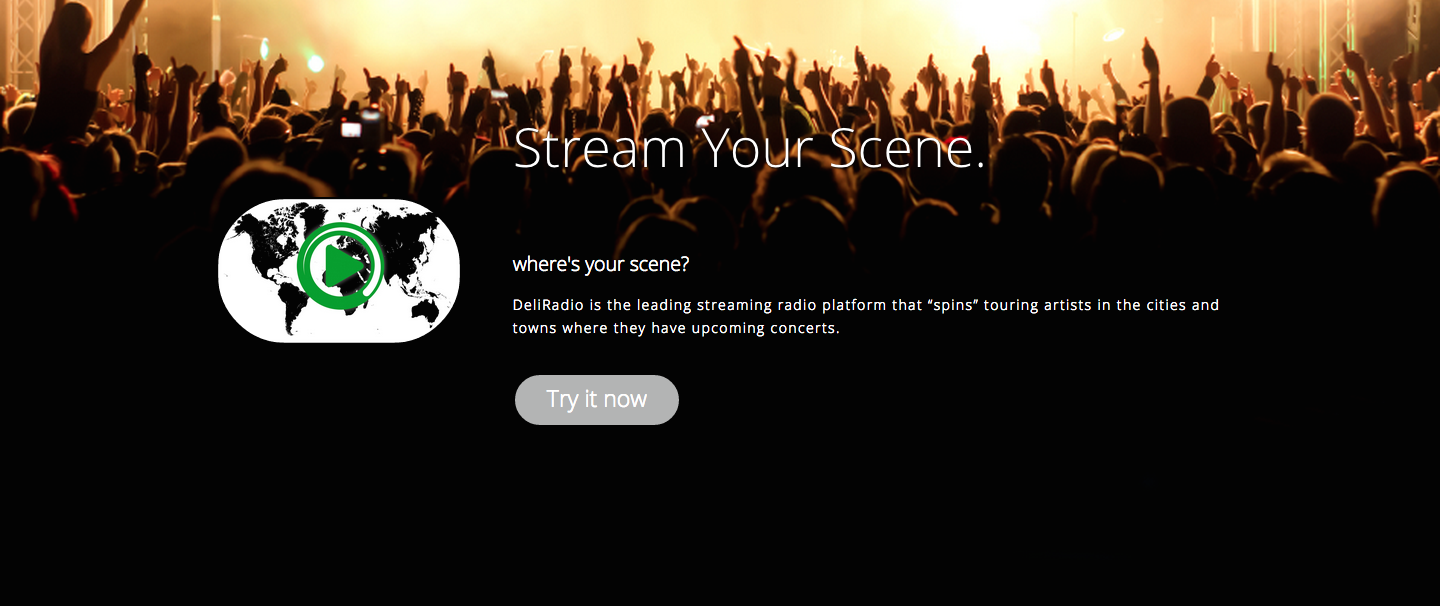 Stream Your Scene.
where's your scene?
DeliRadio is the leading streaming radio platform that “spins” touring artists in the cities and
towns where they have upcoming concerts.
Try it now